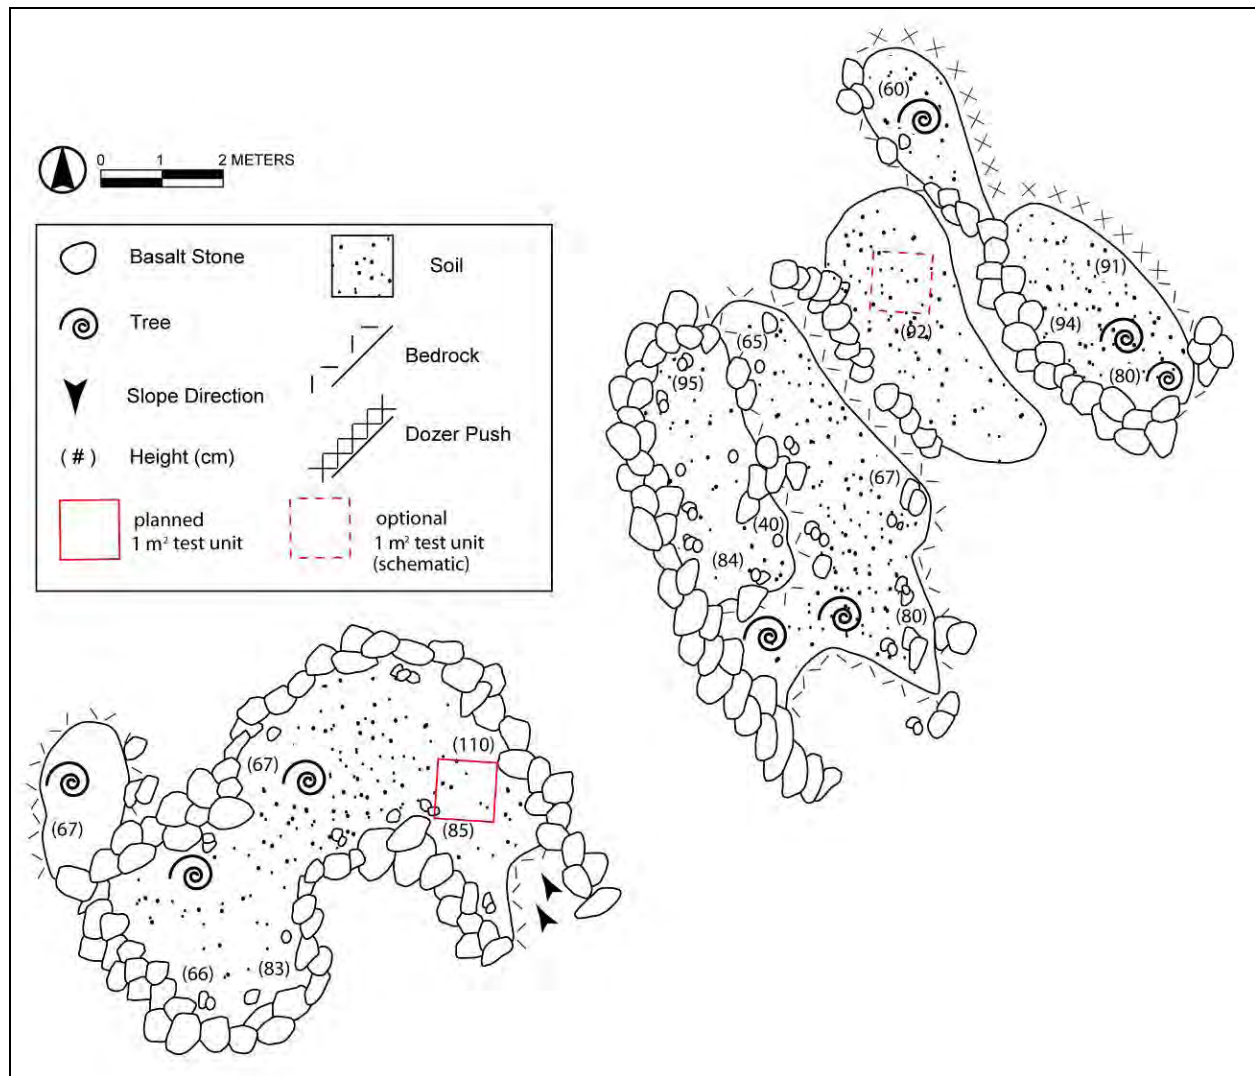 0 1 2 METERS
Basalt Stone
Soil
Tree
Bedrock
Slope Direction
Dozer Push
( # ) Height (cm)
planned
1 m² test unit
optional
1 m² test unit
(schematic)
(60)
(91)
(94)
(80)
(92)
(65)
(95)
(67)
(40)
(84)
(80)
(110)
(67)
(85)
(67)
(66)
(83)